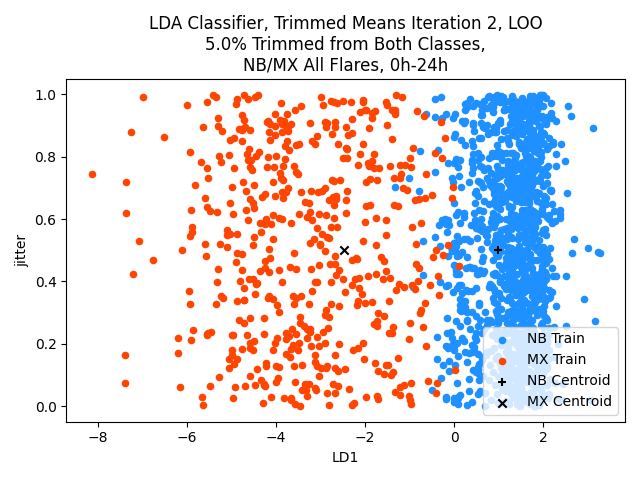 LDA Classifier, Trimmed Means Iteration 2, LOO
5.0% Trimmed from Both Classes,
NB/MX All Flares, 0h-24h
1.0
0.8
0.6
0.4
0.2
0.0
jitter
−8
−6
−4
−2
0
2
LD1
NB Train
MX Train
NB Centroid
MX Centroid